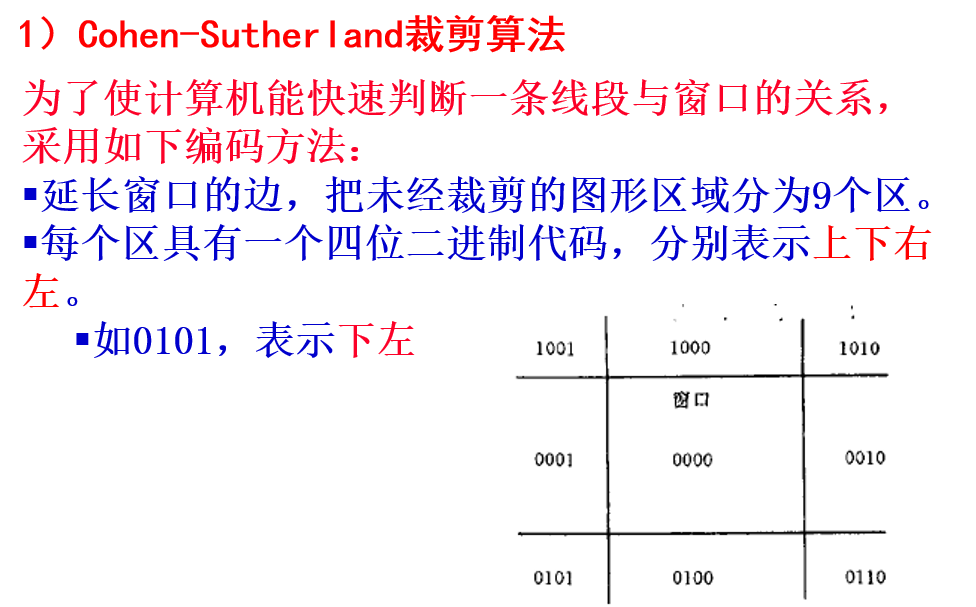 1）Cohen-Sutherland裁剪算法
为了使计算机能快速判断一条线段与窗口的关系，
采用如下编码方法：
▪延长窗口的边，把未经裁剪的图形区域分为9个区。
▪每个区具有一个四位二进制代码，分别表示上下右
左。
▪如0101，表示下左
1001 1000 1010
窗口
0001 0000 0010
0101 0100 0110